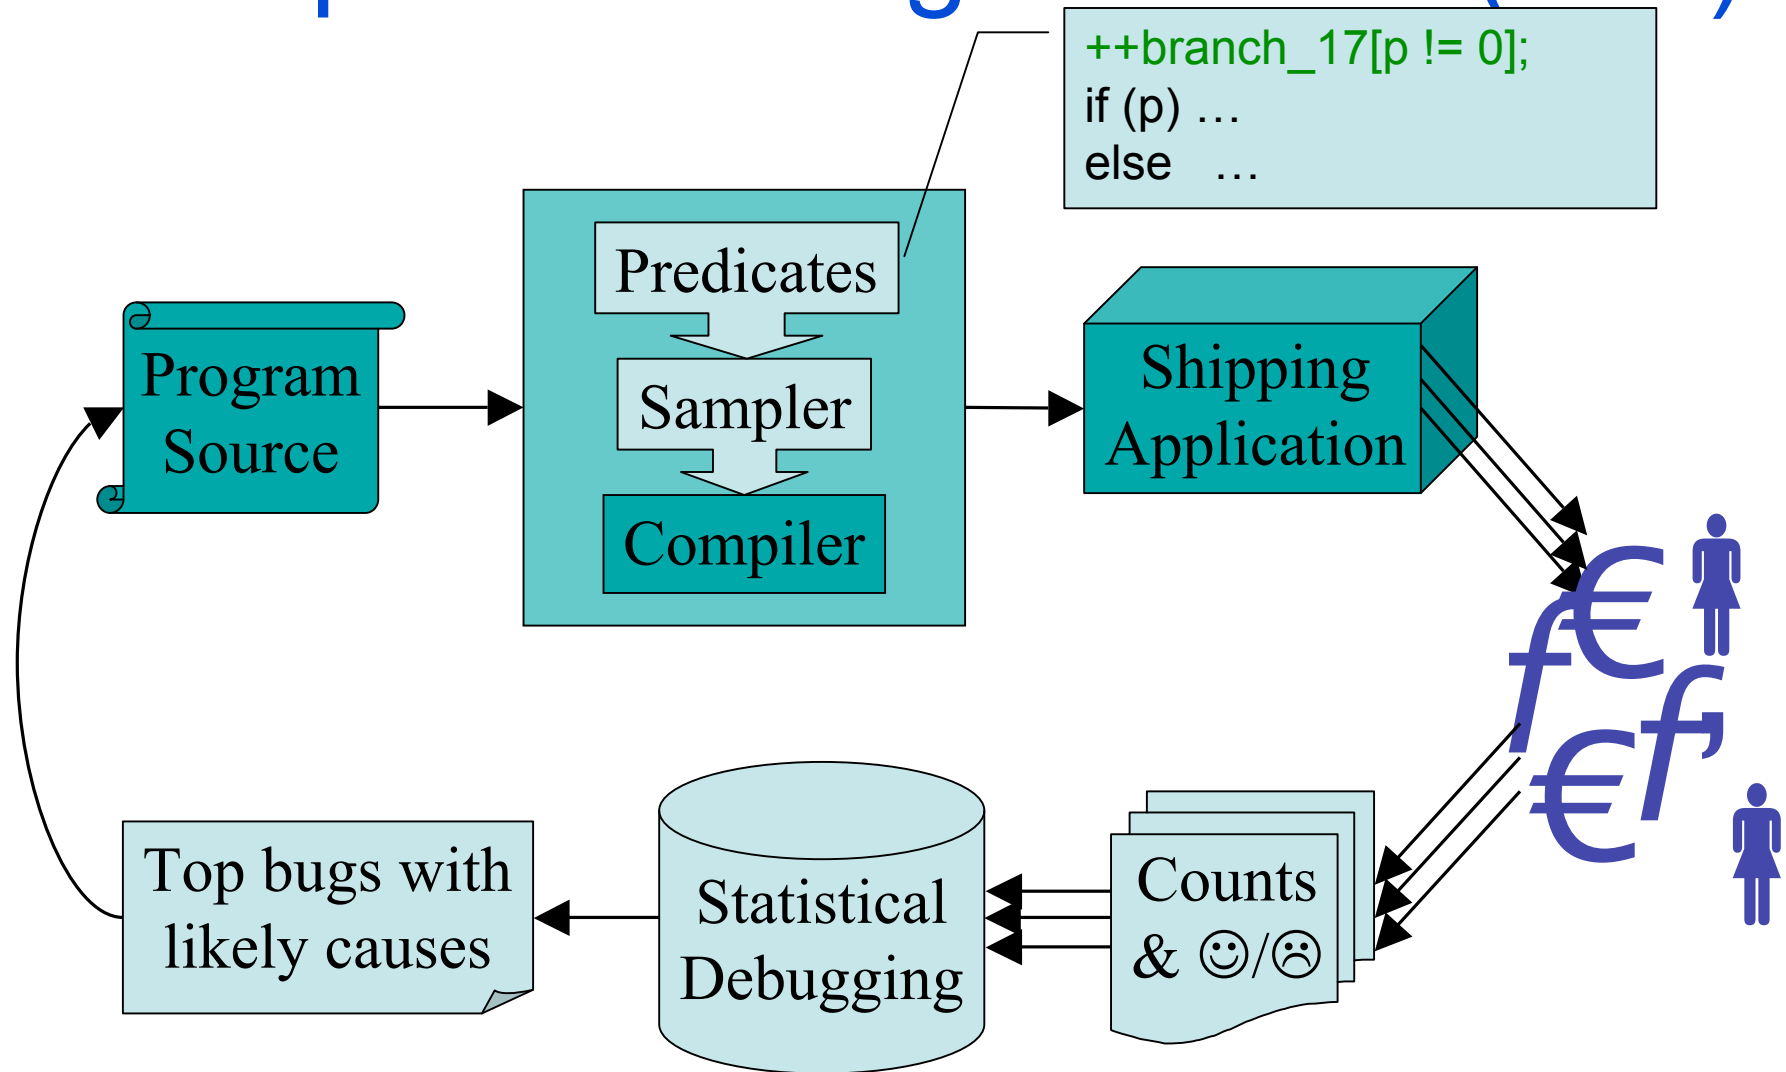 ++branch_17[p != 0];
if (p) …
else …
Predicates
Sampler
Compiler
Program
Source
Shipping
Application
ƒ€
€ƒ’
Top bugs with
likely causes
Statistical
Debugging
Counts
& ☺/☹